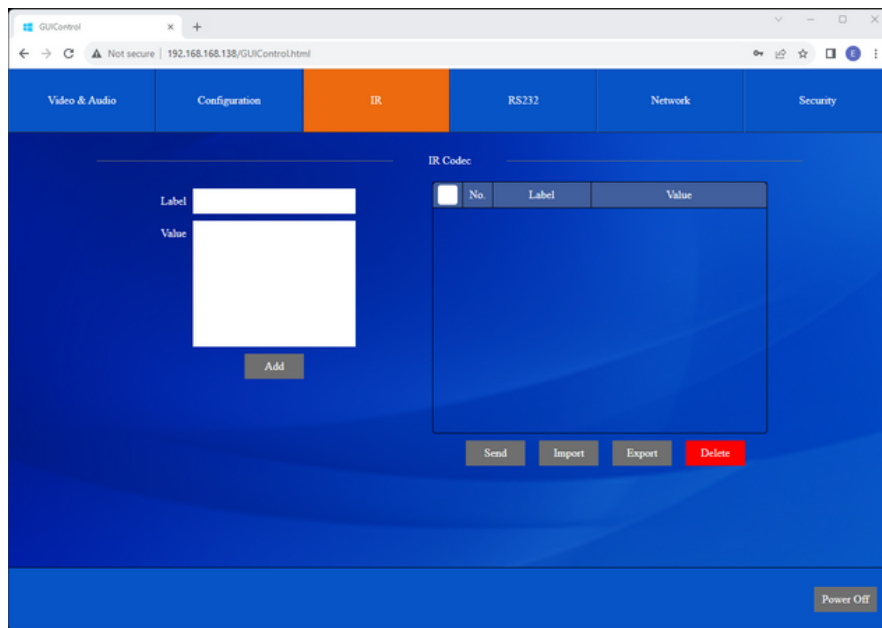 GUIControl
Not secure | 192.168.168.138/GUIControl.html
E
Video & Audio
Configuration
IR
RS232
Network
Security
IR Codec
Label
Value
Add
No.
Label
Value
Send
Import
Export
Delete
Power Off